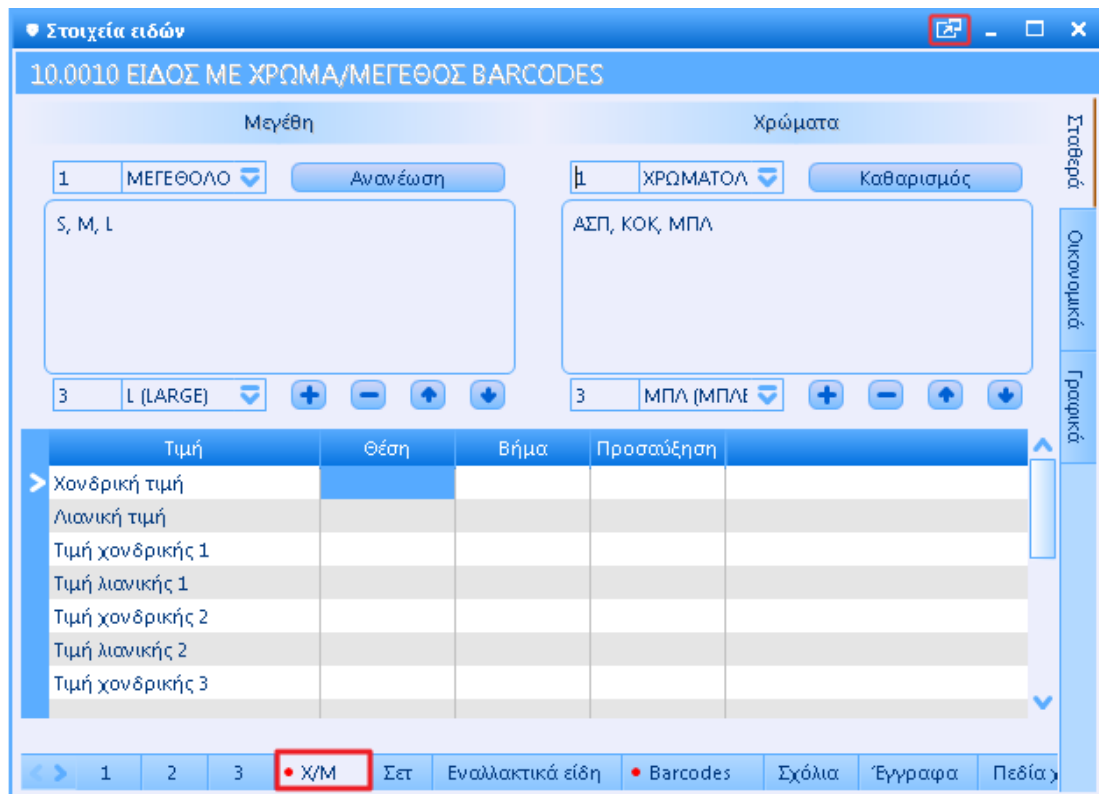 Στοιχεία ειδών
10.0010 ΕΙΔΟΣ ΜΕ ΧΡΩΜΑ/ΜΕΓΕΘΟΣ BARCODES
Μεγέθη
Χρώματα
1 ΜΕΓΕΘΟΛΟ Ανανέωση
1 ΧΡΩΜΑΤΟΛ Καθαρισμός
S, M, L
ΑΣΠ, ΚΟΚ, ΜΠΛ
3 L (LARGE)
3 ΜΠΛ (ΜΠΛΕ
Τιμή Θέση Βήμα Προσαύξηση
Χονδρική τιμή
Λιανική τιμή
Τιμή χονδρικής 1
Τιμή λιανικής 1
Τιμή χονδρικής 2
Τιμή λιανικής 2
Τιμή χονδρικής 3
1 2 3 Χ/Μ Σετ Εναλλακτικά είδη Barcodes Σχόλια Έγγραφα Πεδία χ
Σταθερά
Οικονομικά
Γραφικά